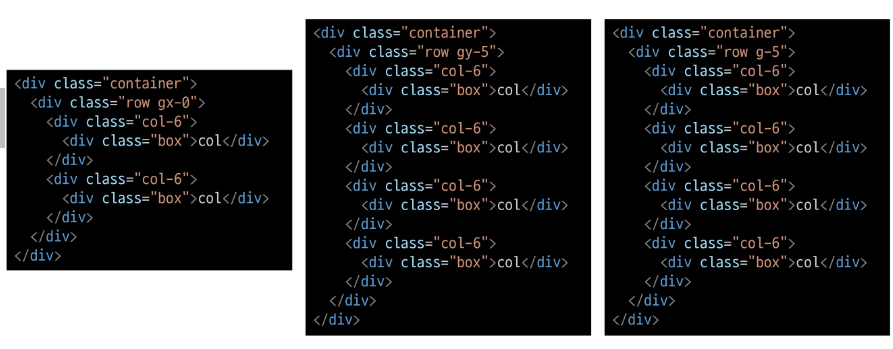 <div class="container">
<div class="row gx-0">
<div class="col-6">
<div class="box">col</div>
</div>
<div class="col-6">
<div class="box">col</div>
</div>
</div>
</div>
<div class="container">
<div class="row gy-5">
<div class="col-6">
<div class="box">col</div>
</div>
<div class="col-6">
<div class="box">col</div>
</div>
<div class="col-6">
<div class="box">col</div>
</div>
<div class="col-6">
<div class="box">col</div>
</div>
</div>
</div>
<div class="container">
<div class="row g-5">
<div class="col-6">
<div class="box">col</div>
</div>
<div class="col-6">
<div class="box">col</div>
</div>
<div class="col-6">
<div class="box">col</div>
</div>
<div class="col-6">
<div class="box">col</div>
</div>
</div>
</div>